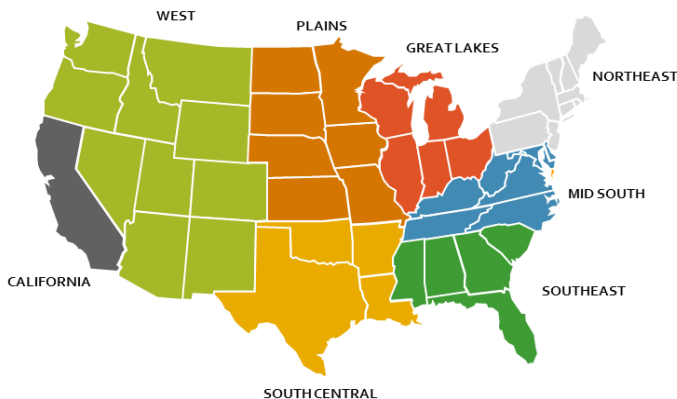 WEST
PLAINS
GREAT LAKES
NORTHEAST
MID SOUTH
CALIFORNIA
SOUTHEAST
SOUTH CENTRAL